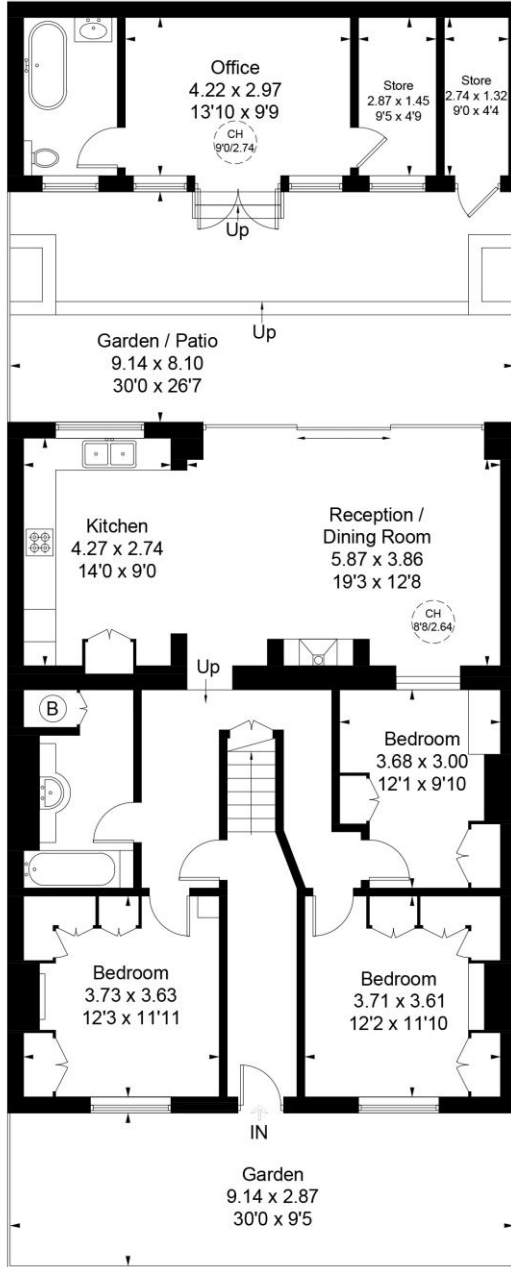 Office
4.22 x 2.97
13'10 x 9'9
CH
9'0/2.74
Store
2.87 x 1.45
9'5 x 4'9
Store
2.74 x 1.32
9'0 x 4'4
Up
Up
Garden / Patio
9.14 x 8.10
30'0 x 26'7
Kitchen
4.27 x 2.74
14'0 x 9'0
Reception /
Dining Room
5.87 x 3.86
19'3 x 12'8
CH
8'8/2.64
Up
B
Bedroom
3.68 x 3.00
12'1 x 9'10
Bedroom
3.73 x 3.63
12'3 x 11'11
Bedroom
3.71 x 3.61
12'2 x 11'10
IN
Garden
9.14 x 2.87
30'0 x 9'5